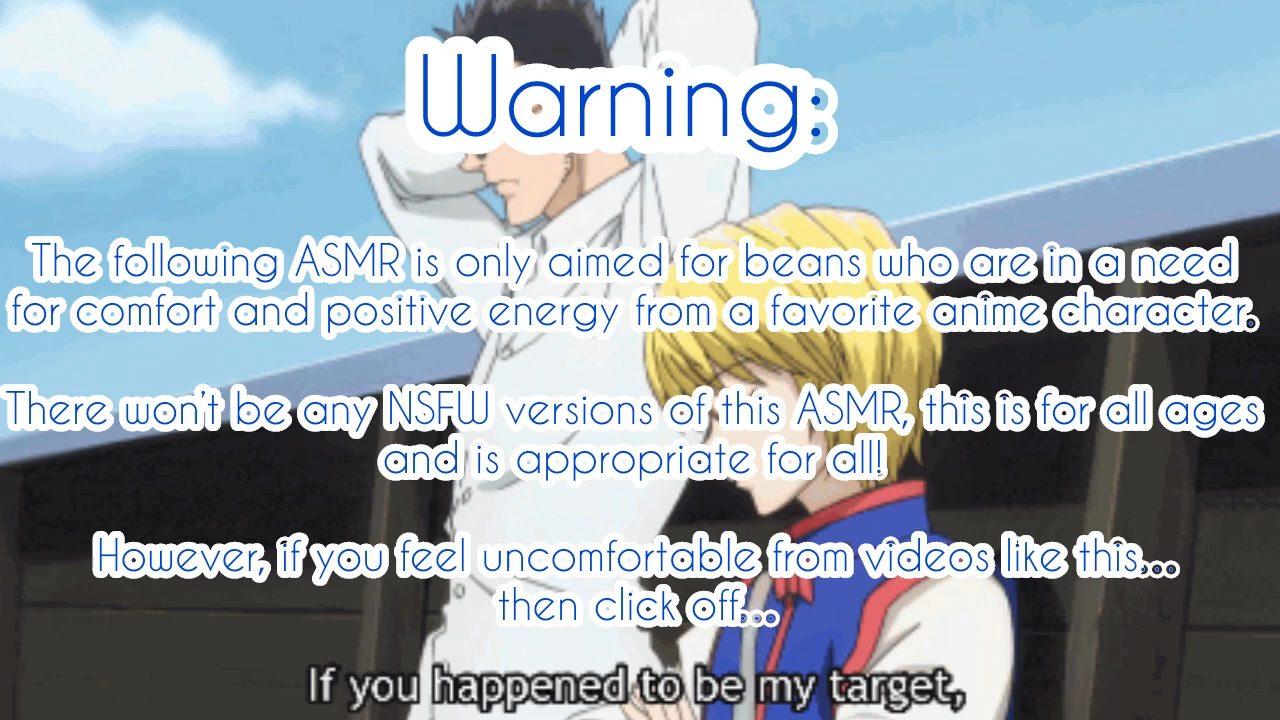 Warning:
The following ASMR is only aimed for beans who are in a need
for comfort and positive energy from a favorite anime character.
There won't be any NSFW versions of this ASMR, this is for all ages
and is appropriate for all!
However, if you feel uncomfortable from videos like this...
then click off...
If you happened to be my target,